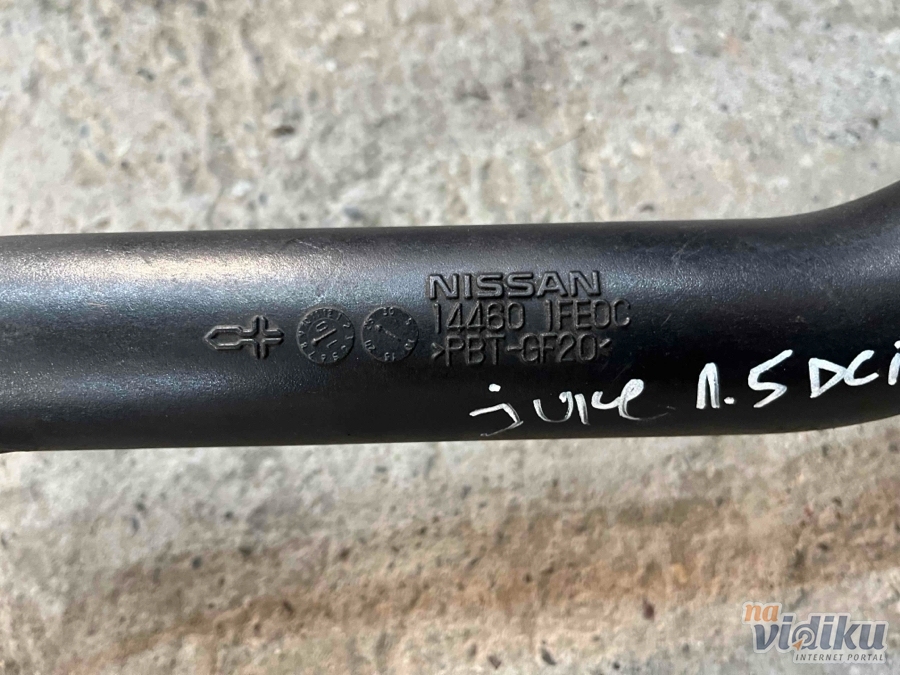 NISSAN
14460 1FE0C
>PBT-GF20<
juke 1.5 DCi
na
vidiku
INTERNET PORTAL